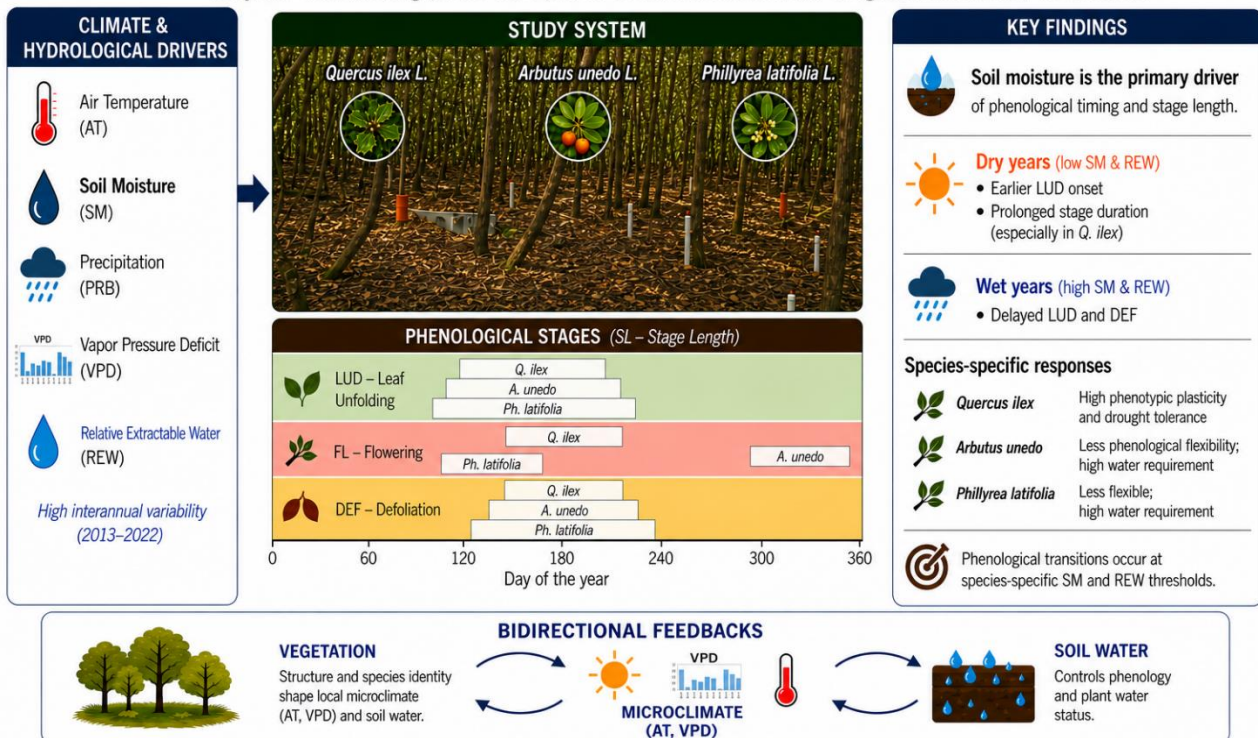 CLIMATE &
HYDROLOGICAL DRIVERS
Air Temperature
(AT)
Soil Moisture
(SM)
Precipitation
(PRB)
VPD
Vapor Pressure Deficit
(VPD)
Relative Extractable Water
(REW)
High interannual variability
(2013–2022)
STUDY SYSTEM
Quercus ilex L.
Arbutus unedo L.
Phillyrea latifolia L.
PHENOLOGICAL STAGES (SL – Stage Length)
LUD – Leaf
Unfolding
Q. ilex
A. unedo
Ph. latifolia
FL – Flowering
Q. ilex
Ph. latifolia
A. unedo
DEF – Defoliation
Q. ilex
A. unedo
Ph. latifolia
0 60 120 180 240 300 360
Day of the year
KEY FINDINGS
Soil moisture is the primary driver
of phenological timing and stage length.
Dry years (low SM & REW)
• Earlier LUD onset
• Prolonged stage duration
(especially in Q. ilex)
Wet years (high SM & REW)
• Delayed LUD and DEF
Species-specific responses
Quercus ilex High phenotypic plasticity
and drought tolerance
Arbutus unedo Less phenological flexibility;
high water requirement
Phillyrea latifolia Less flexible;
high water requirement
Phenological transitions occur at
species-specific SM and REW thresholds.
BIDIRECTIONAL FEEDBACKS
VEGETATION
Structure and species identity
shape local microclimate
(AT, VPD) and soil water.
VPD
MICROCLIMATE
(AT, VPD)
SOIL WATER
Controls phenology
and plant water
status.